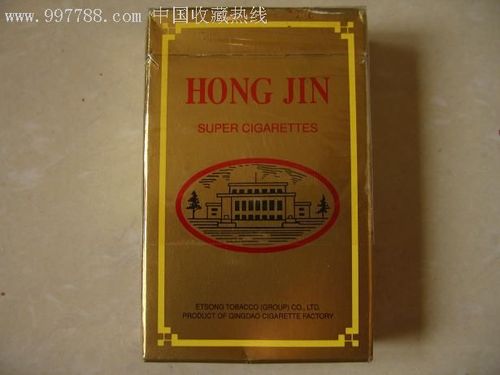 www.997788.com 中国收藏热线
HONG JIN
SUPER CIGARETTES
ETSONG TOBACCO (GROUP) CO., LTD.
PRODUCT OF QINGDAO CIGARETTE FACTORY